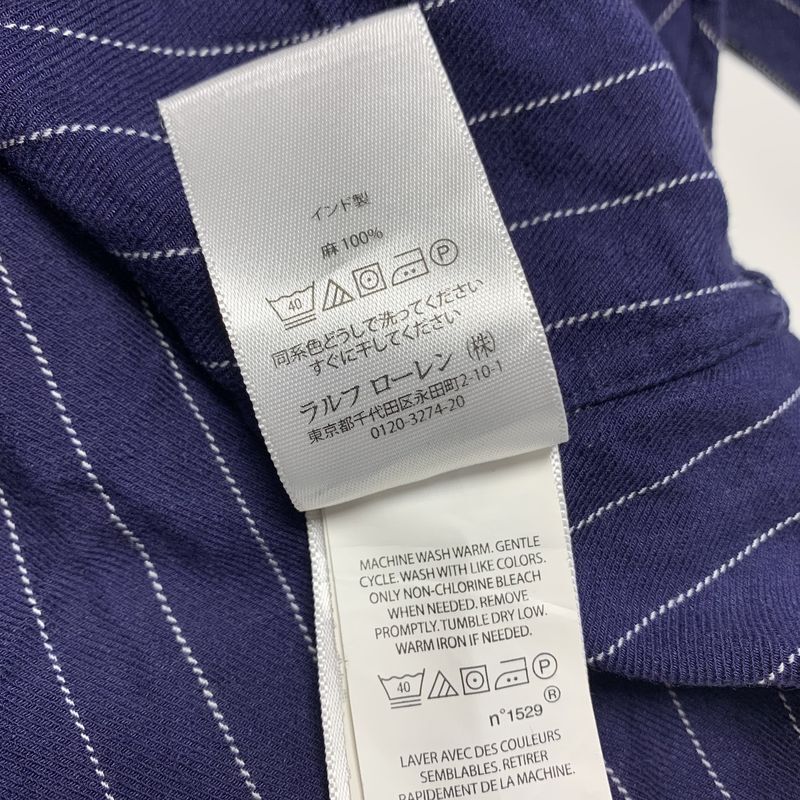 インド製
麻 100%
40 P
同系色どうしで洗ってください
すぐに干してください
ラルフ ローレン (株)
東京都千代田区永田町2-10-1
0120-3274-20
MACHINE WASH WARM. GENTLE
CYCLE. WASH WITH LIKE COLORS.
ONLY NON-CHLORINE BLEACH
WHEN NEEDED. REMOVE
PROMPTLY. TUMBLE DRY LOW.
WARM IRON IF NEEDED.
40 P
n°1529 ®
LAVER AVEC DES COULEURS
SEMBLABLES. RETIRER
RAPIDEMENT DE LA MACHINE.